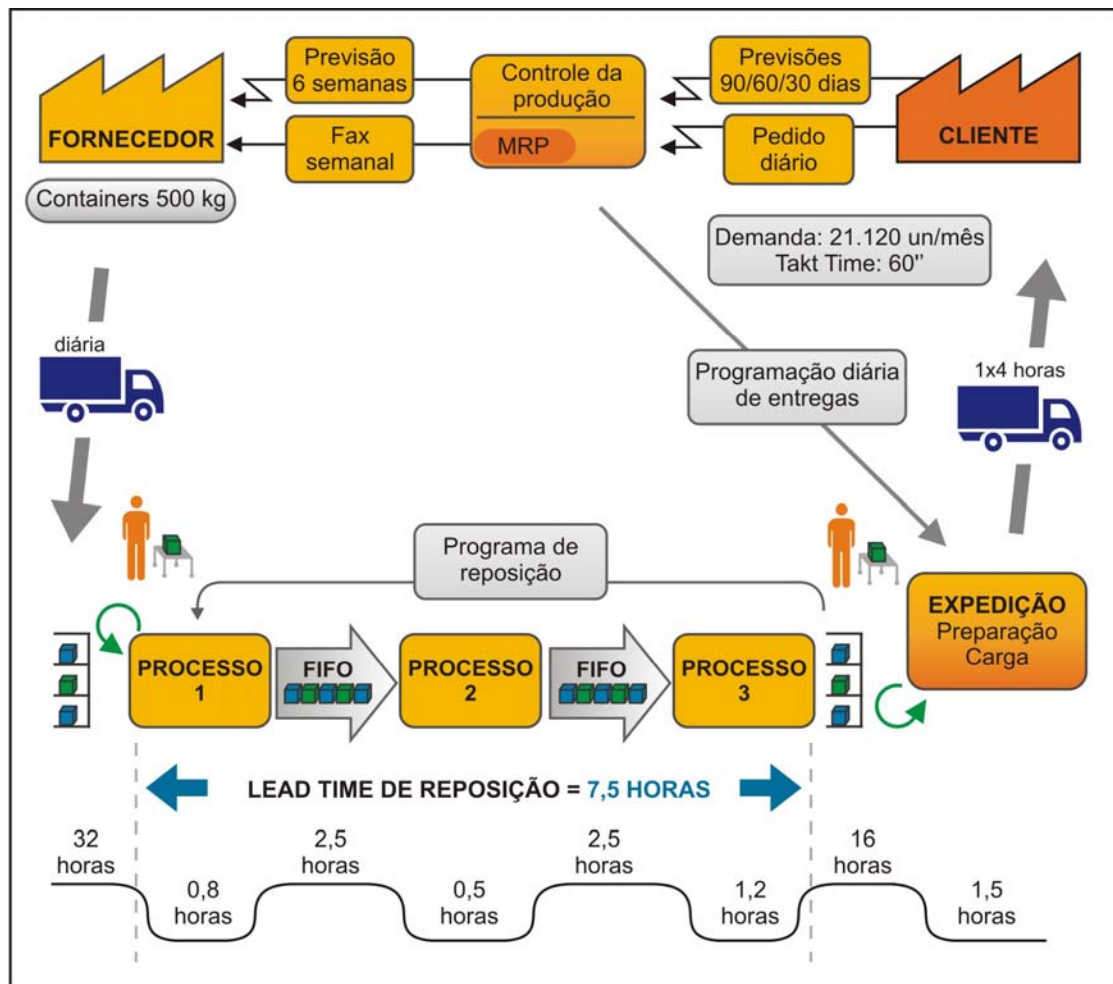 Previsão
6 semanas
Controle da
produção
MRP
Previsões
90/60/30 dias
FORNECEDOR
Fax
semanal
Pedido
diário
CLIENTE
Containers 500 kg
Demanda: 21.120 un/mês
Takt Time: 60"
diária
Programação diária
de entregas
1x4 horas
Programa de
reposição
EXPEDIÇÃO
Preparação
Carga
PROCESSO
1
FIFO
PROCESSO
2
FIFO
PROCESSO
3
LEAD TIME DE REPOSIÇÃO = 7,5 HORAS
32
horas
0,8
horas
2,5
horas
0,5
horas
2,5
horas
1,2
horas
16
horas
1,5
horas